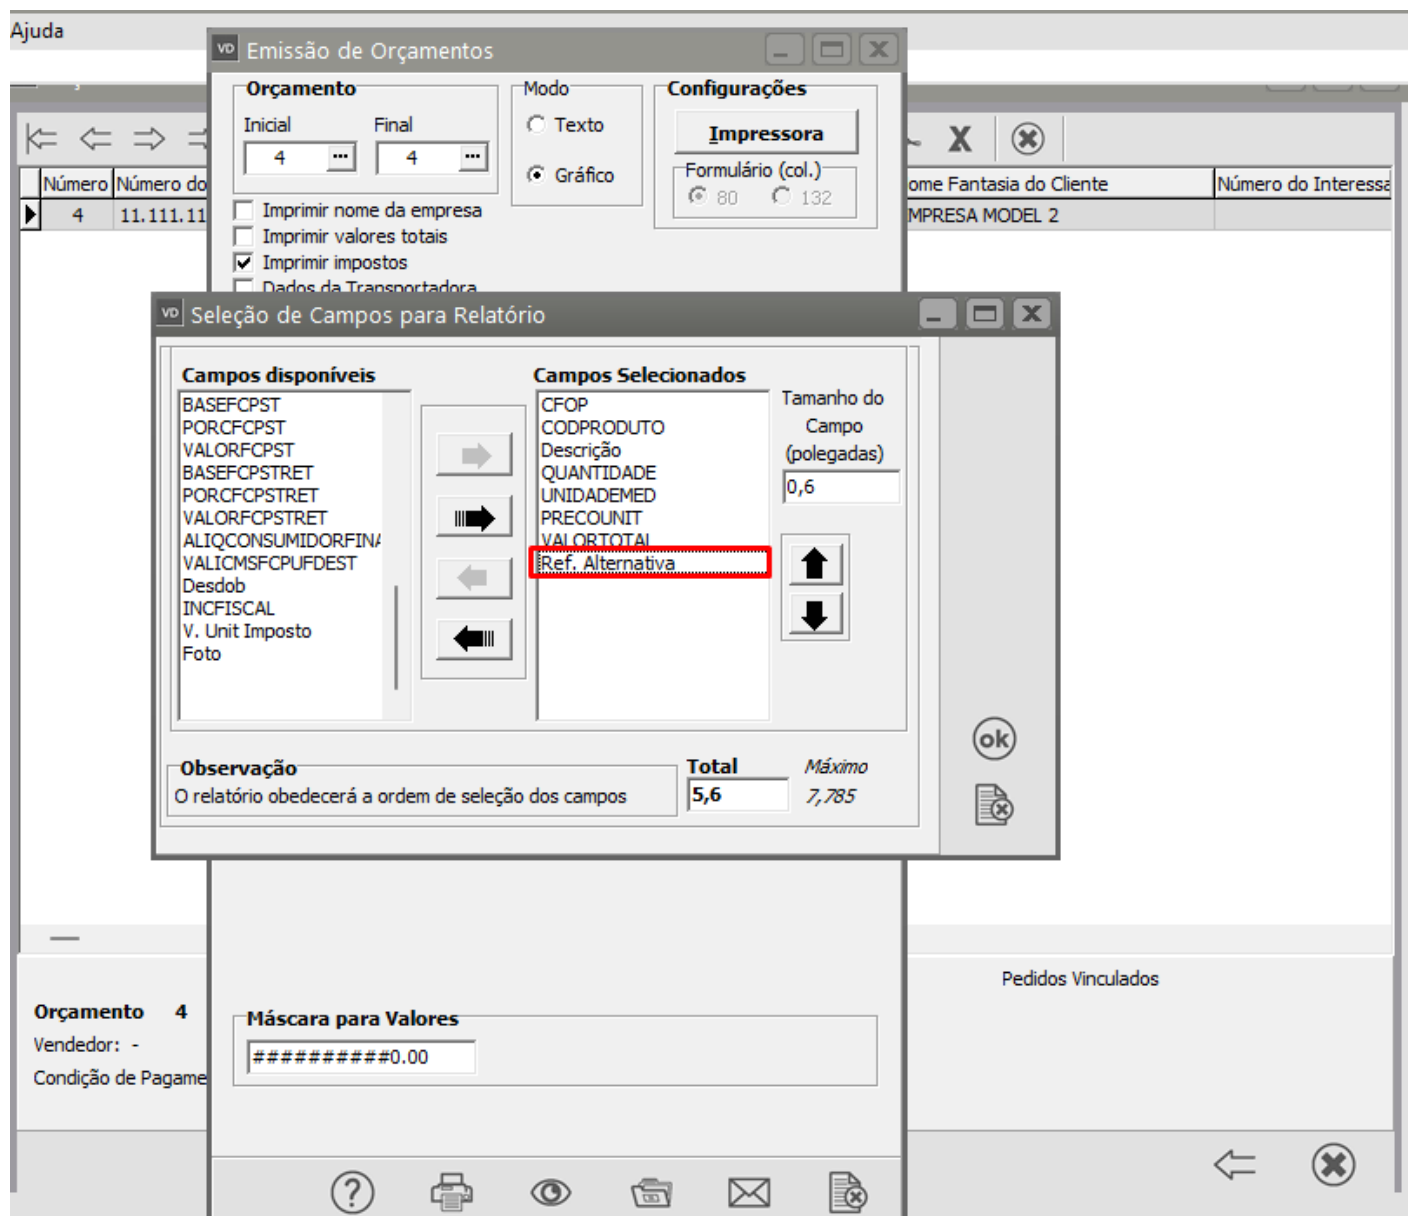 Ajuda
VD Emissão de Orçamentos
Orçamento
Modo
Configurações
Inicial
Final
Texto
Impressora
4
4
Gráfico
Formulário (col.)
80
132
Número
Número do
ome Fantasia do Cliente
Número do Interessa
4
11.111.11
MPRESA MODEL 2
Imprimir nome da empresa
Imprimir valores totais
Imprimir impostos
Dados da Transportadora
VD Seleção de Campos para Relatório
Campos disponíveis
BASEFCPST
PORCFCPST
VALORFCPST
BASEFCPSTRET
PORCFCPSTRET
VALORFCPSTRET
ALIQCONSUMIDORFINA
VALICMSFCPUFDEST
Desdob
INCFISCAL
V. Unit Imposto
Foto
Campos Selecionados
CFOP
CODPRODUTO
Descrição
QUANTIDADE
UNIDADEMED
PRECOUNIT
VALORTOTAL
Ref. Alternativa
Tamanho do
Campo
(polegadas)
0,6
ok
Observação
O relatório obedecerá a ordem de seleção dos campos
Total
5,6
Máximo
7,785
Pedidos Vinculados
Orçamento 4
Vendedor: -
Condição de Pagame
Máscara para Valores
##########0.00